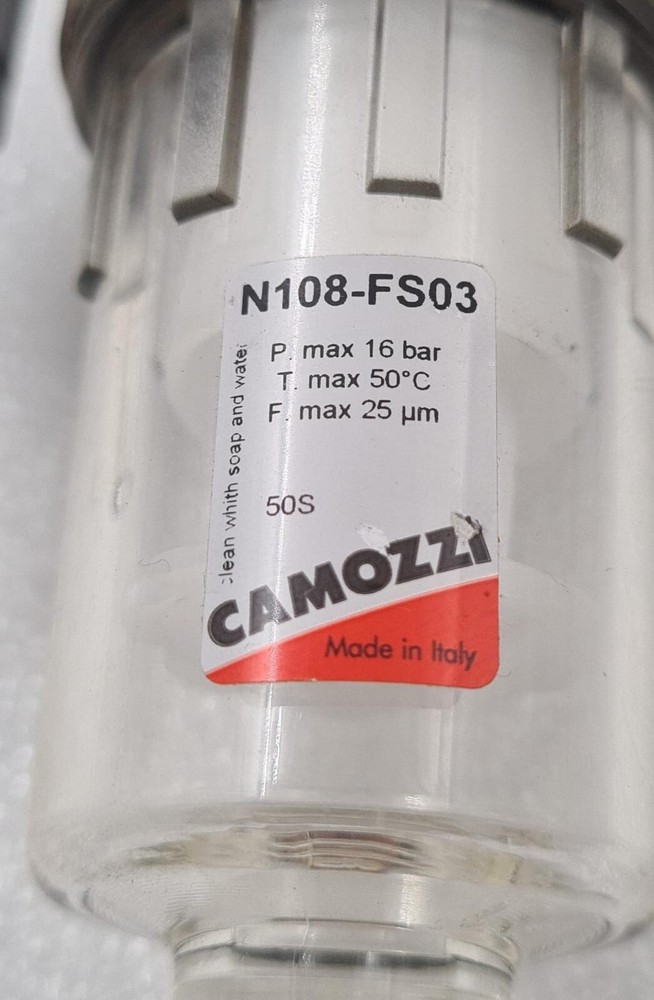 N108-FS03
P. max 16 bar
T. max 50°C
F. max 25 µm
clean whith soap and water
50S
CAMOZZI
Made in Italy